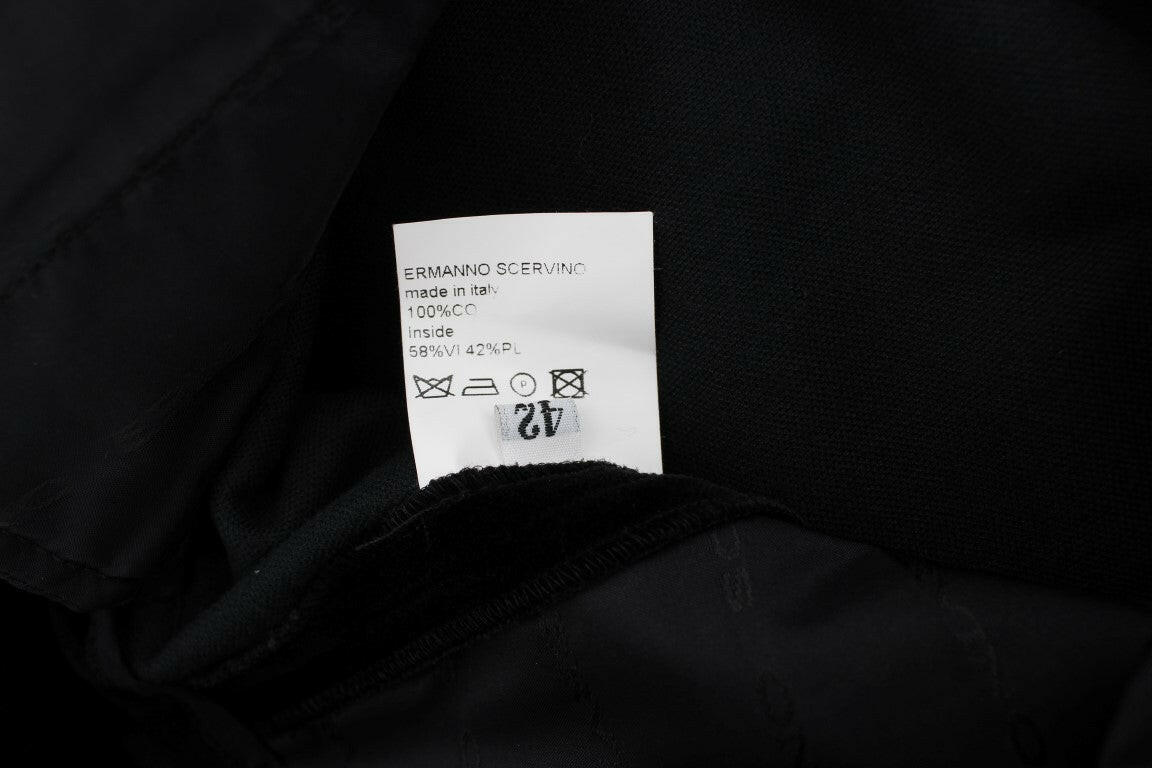 ERMANNO SCERVINO
made in italy
100%CO
Inside
58%VI 42%PL
P
42